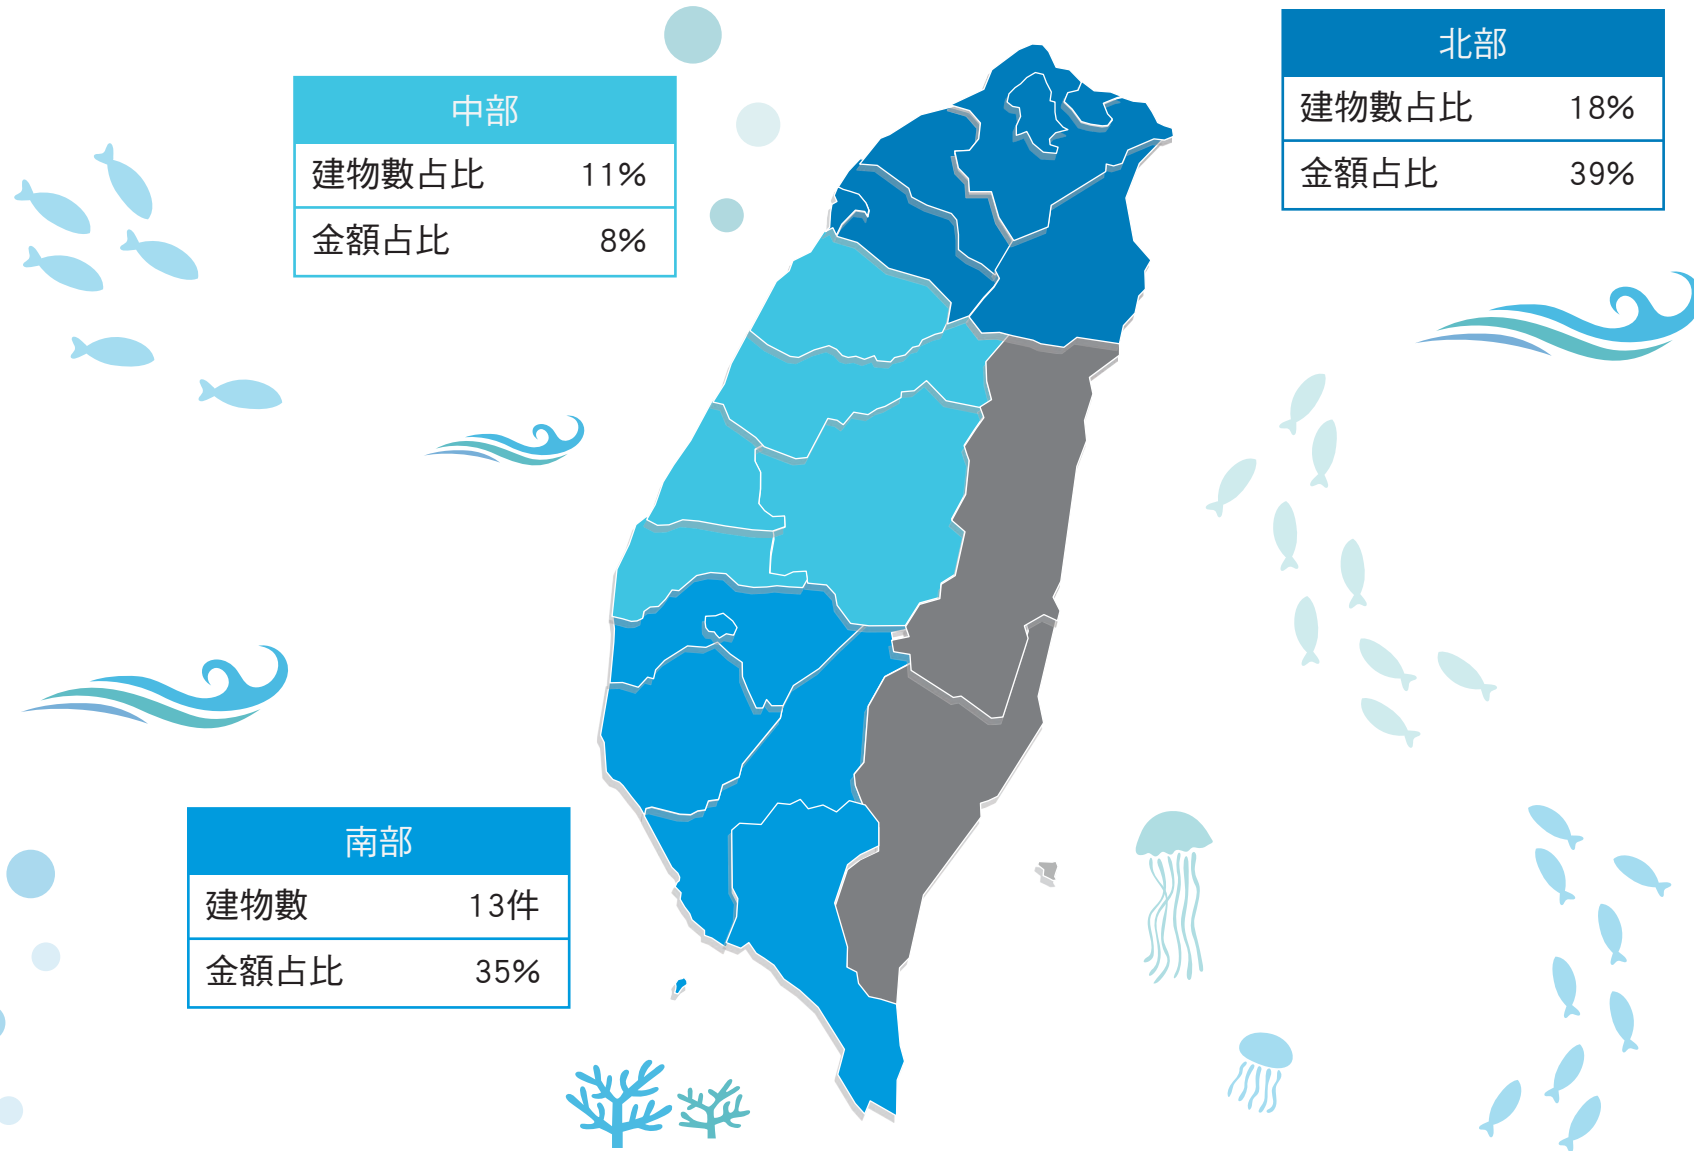 中部
建物數占比 11%
金額占比 8%
北部
建物數占比 18%
金額占比 39%
南部
建物數 13件
金額占比 35%